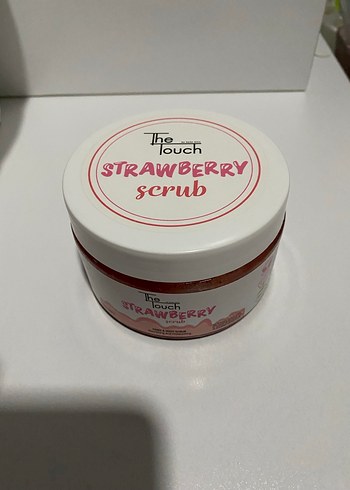 The
Touch
STRAWBERRY
scrub
The
Touch
STRAWBERRY
scrub